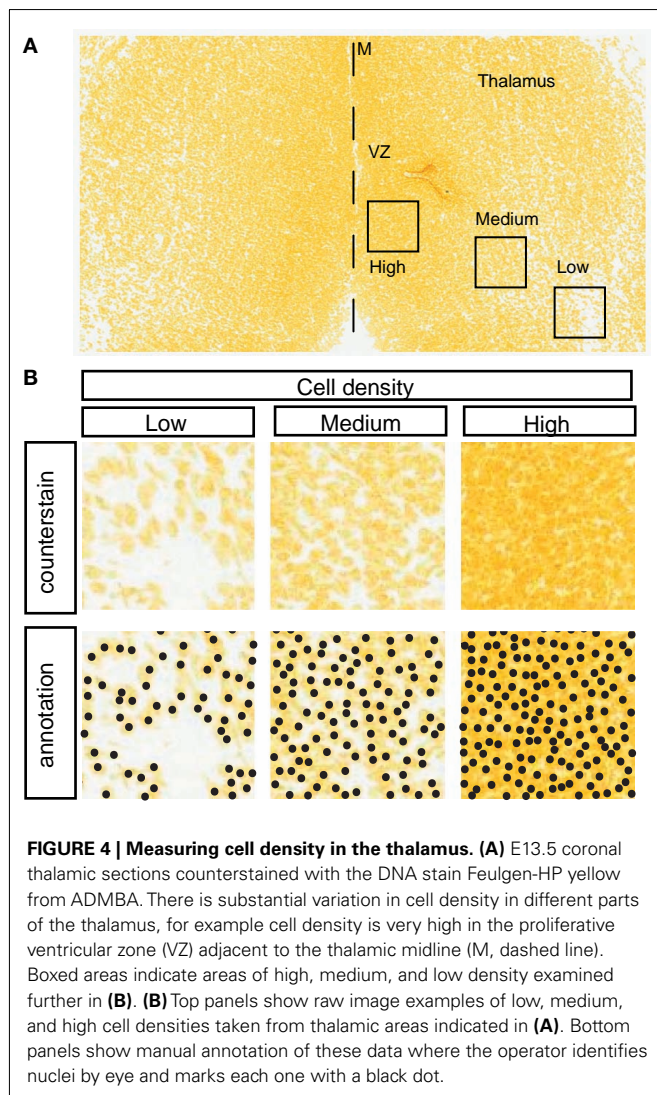 A
M
Thalamus
VZ
Medium
High
Low
B
Cell density
Low Medium High
counterstain
annotation
FIGURE 4 | Measuring cell density in the thalamus. (A) E13.5 coronal
thalamic sections counterstained with the DNA stain Feulgen-HP yellow
from ADMBA. There is substantial variation in cell density in different parts
of the thalamus, for example cell density is very high in the proliferative
ventricular zone (VZ) adjacent to the thalamic midline (M, dashed line).
Boxed areas indicate areas of high, medium, and low density examined
further in (B). (B) Top panels show raw image examples of low, medium,
and high cell densities taken from thalamic areas indicated in (A). Bottom
panels show manual annotation of these data where the operator identifies
nuclei by eye and marks each one with a black dot.